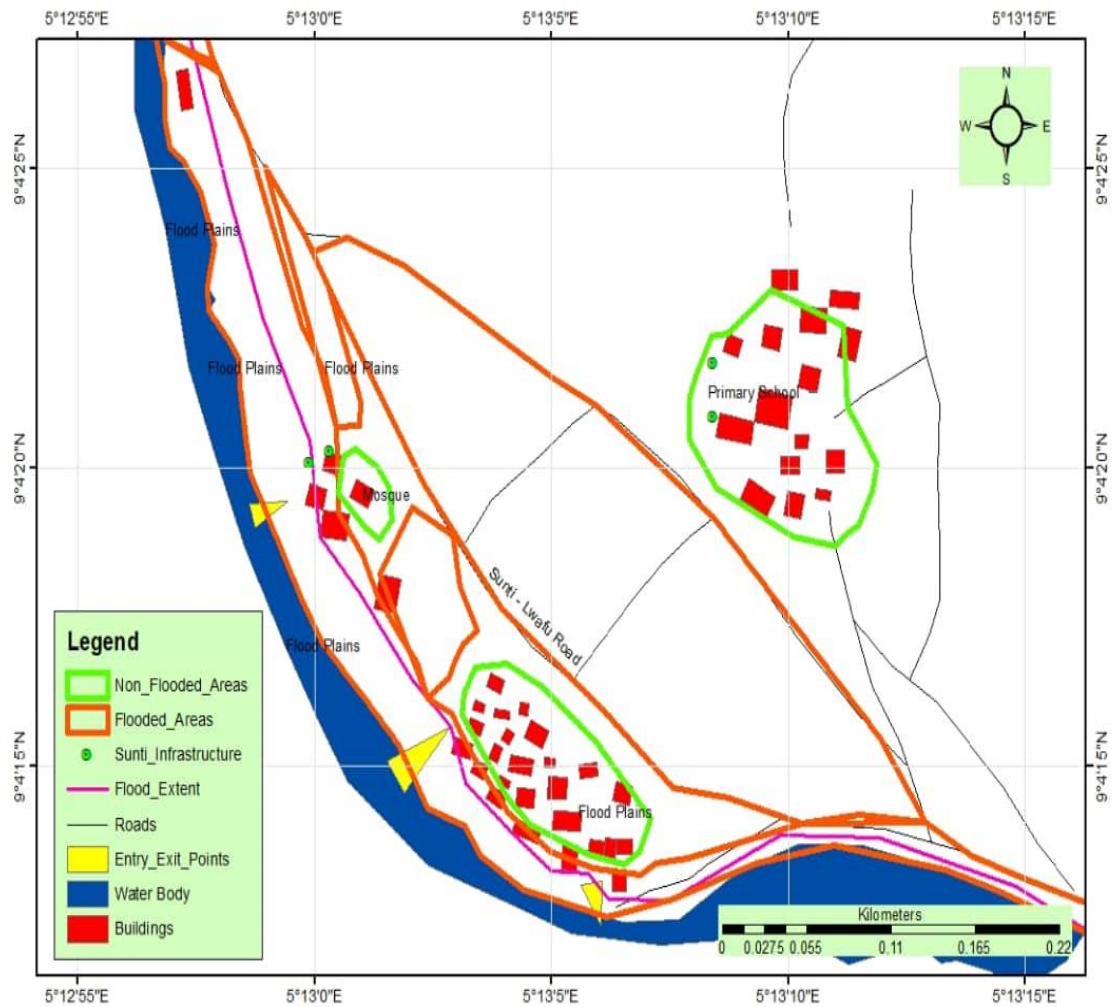 5°12'55"E 5°13'0"E 5°13'5"E 5°13'10"E 5°13'15"E
N
W E
S
9°4'25"N 9°4'25"N
Flood Plains
Flood Plains Flood Plains
Primary School
9°4'20"N 9°4'20"N
Mosque
Sunti - Lwafu Road
Flood Plains
9°4'15"N 9°4'15"N
Flood Plains
Legend
Non_Flooded_Areas
Flooded_Areas
Sunti_Infrastructure
Flood_Extent
Roads
Entry_Exit_Points
Water Body
Buildings
Kilometers
0 0.0275 0.055 0.11 0.165 0.22
5°12'55"E 5°13'0"E 5°13'5"E 5°13'10"E 5°13'15"E